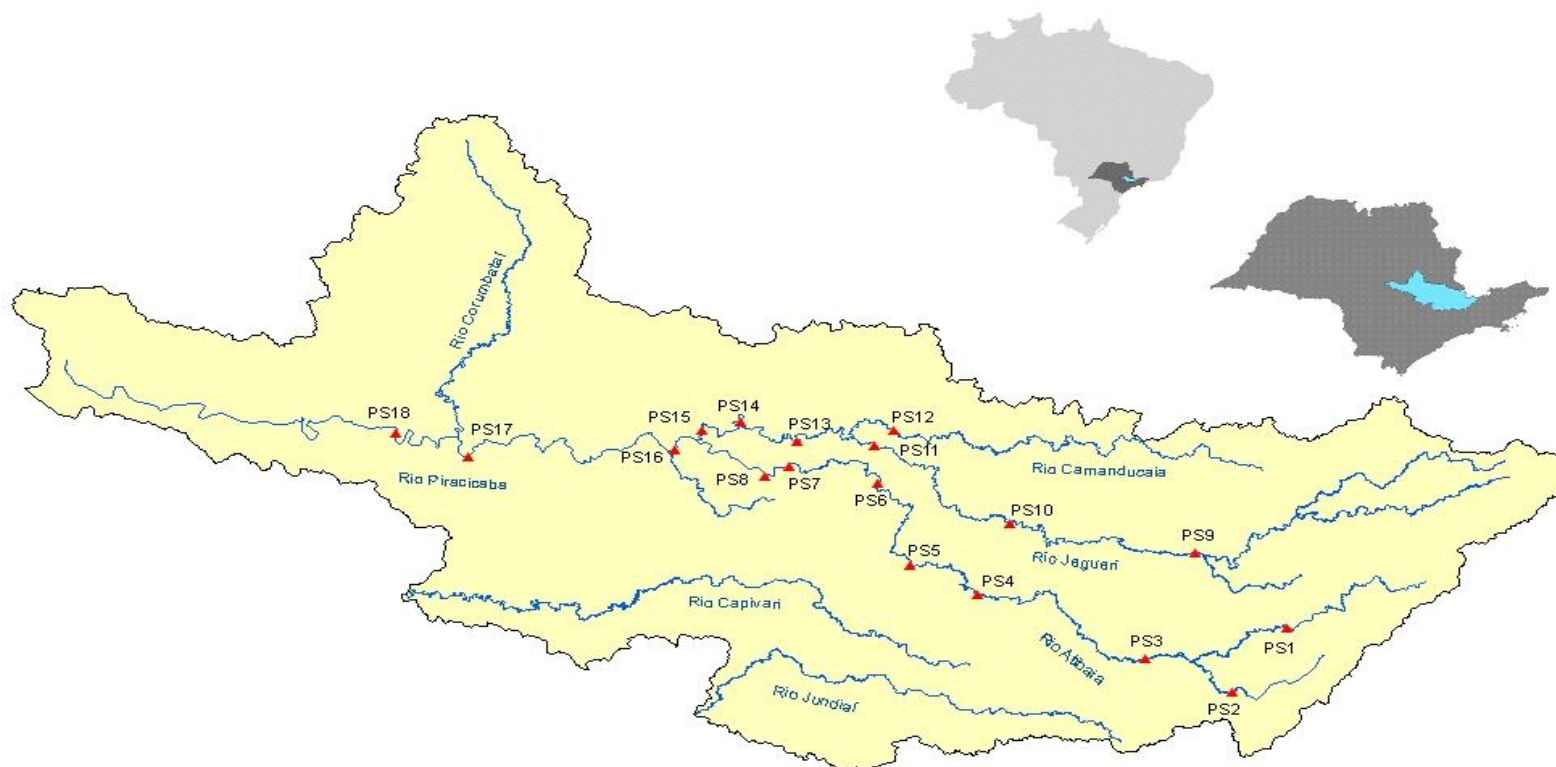 Rio Corumbataí
PS18
PS17
Rio Piracicaba
PS15
PS14
PS16
PS13
PS12
PS11
PS8
PS7
PS6
Rio Camanducaia
PS10
PS9
Rio Jaguari
PS5
PS4
Rio Capivari
PS3
PS1
Rio Atibaia
PS2
Rio Jundiaí